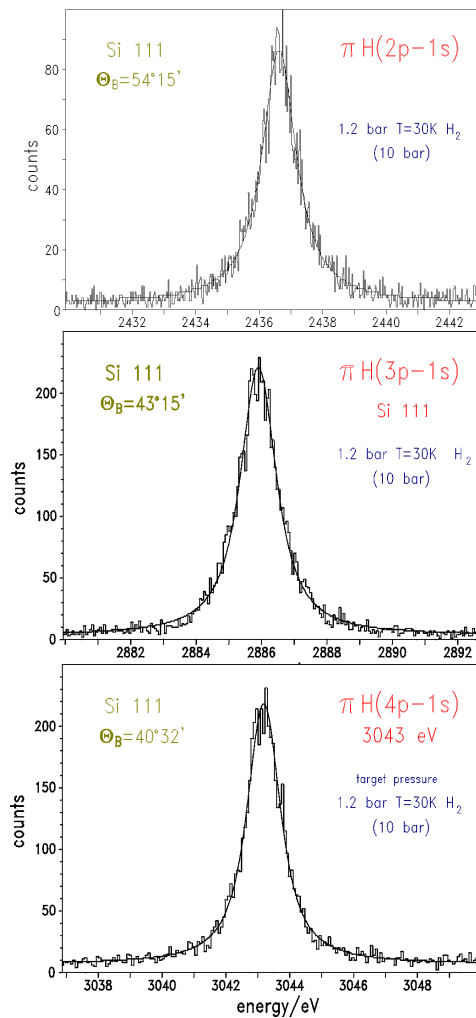 Si 111
πH(2p-1s)
Θ_B=54°15'
1.2 bar T=30K H₂
(10 bar)
counts
80
60
40
20
0
2432 2434 2436 2438 2440 2442
Si 111
πH(3p-1s)
Θ_B=43°15'
Si 111
1.2 bar T=30K H₂
(10 bar)
counts
200
150
100
50
0
2882 2884 2886 2888 2890 2892
Si 111
πH(4p-1s)
Θ_B=40°32'
3043 eV
target pressure
1.2 bar T=30K H₂
(10 bar)
counts
200
150
100
50
0
3038 3040 3042 3044 3046 3048
energy/eV